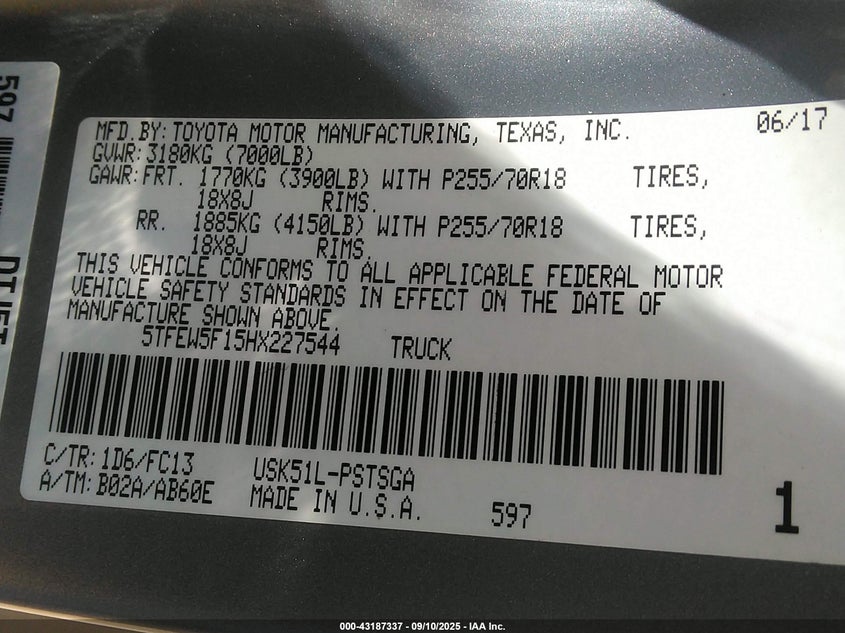 MFD.BY:TOYOTA MOTOR MANUFACTURING, TEXAS, INC. 06/17
GVWR:3180KG (7000LB)
GAWR:FRT. 1770KG (3900LB) WITH P255/70R18 TIRES,
18X8J RIMS.
RR. 1885KG (4150LB) WITH P255/70R18 TIRES,
18X8J RIMS.
THIS VEHICLE CONFORMS TO ALL APPLICABLE FEDERAL MOTOR
VEHICLE SAFETY STANDARDS IN EFFECT ON THE DATE OF
MANUFACTURE SHOWN ABOVE.
5TFEW5F15HX227544 TRUCK
C/TR:1D6/FC13 USK51L-PSTSGA
A/TM:B02A/AB60E MADE IN U.S.A. 597 1
597
000-43187337 - 09/10/2025 - IAA Inc.